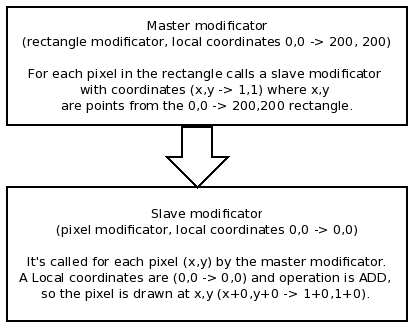 Master modificator
(rectangle modificator, local coordinates 0,0 -> 200, 200)
For each pixel in the rectangle calls a slave modificator
with coordinates (x,y -> 1,1) where x,y
are points from the 0,0 -> 200,200 rectangle.
Slave modificator
(pixel modificator, local coordinates 0,0 -> 0,0)
It's called for each pixel (x,y) by the master modificator.
A Local coordinates are (0,0 -> 0,0) and operation is ADD,
so the pixel is drawn at x,y (x+0,y+0 -> 1+0,1+0).